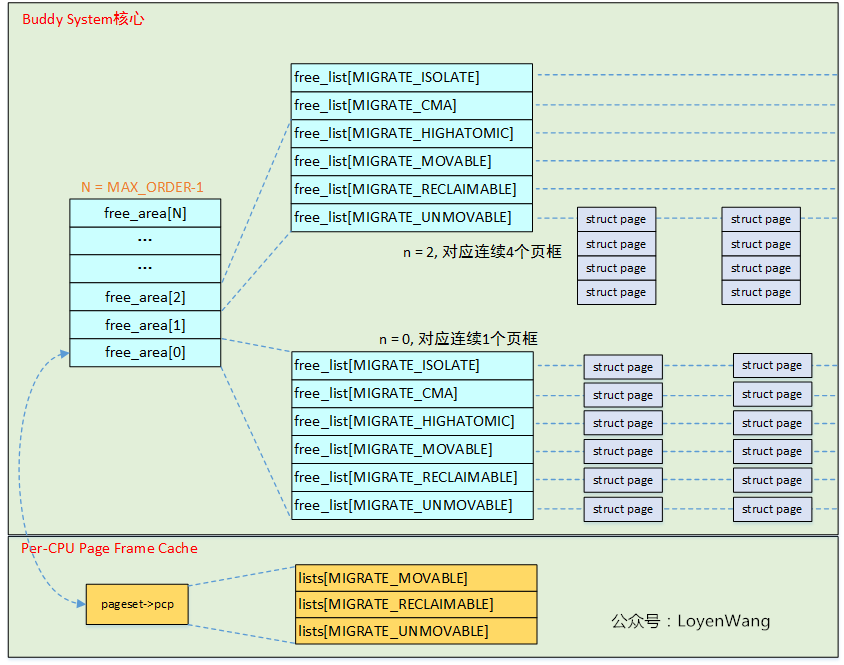 Buddy System核心
free_list[MIGRATE_ISOLATE]
free_list[MIGRATE_CMA]
free_list[MIGRATE_HIGHATOMIC]
free_list[MIGRATE_MOVABLE]
free_list[MIGRATE_RECLAIMABLE]
free_list[MIGRATE_UNMOVABLE]
struct page
struct page
struct page
struct page
struct page
struct page
struct page
struct page
n = 2, 对应连续4个页框
N = MAX_ORDER-1
free_area[N]
...
...
free_area[2]
free_area[1]
free_area[0]
n = 0, 对应连续1个页框
free_list[MIGRATE_ISOLATE]
free_list[MIGRATE_CMA]
free_list[MIGRATE_HIGHATOMIC]
free_list[MIGRATE_MOVABLE]
free_list[MIGRATE_RECLAIMABLE]
free_list[MIGRATE_UNMOVABLE]
struct page
struct page
struct page
struct page
struct page
struct page
struct page
struct page
struct page
struct page
struct page
struct page
Per-CPU Page Frame Cache
pageset->pcp
lists[MIGRATE_MOVABLE]
lists[MIGRATE_RECLAIMABLE]
lists[MIGRATE_UNMOVABLE]
公众号：LoyenWang